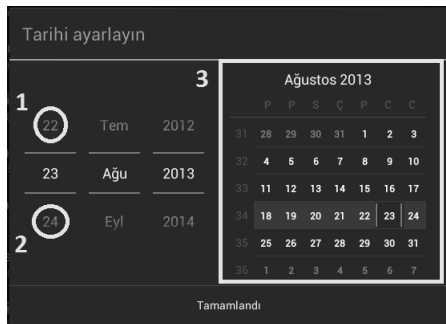 Tarihi ayarlayın
3
1
22 Tem 2012
23 Ağu 2013
24 Eyl 2014
2
Ağustos 2013
P P S Ç P C C
31 28 29 30 31 1 2 3
32 4 5 6 7 8 9 10
33 11 12 13 14 15 16 17
34 18 19 20 21 22 23 24
35 25 26 27 28 29 30 31
36 1 2 3 4 5 6 7
Tamamlandı